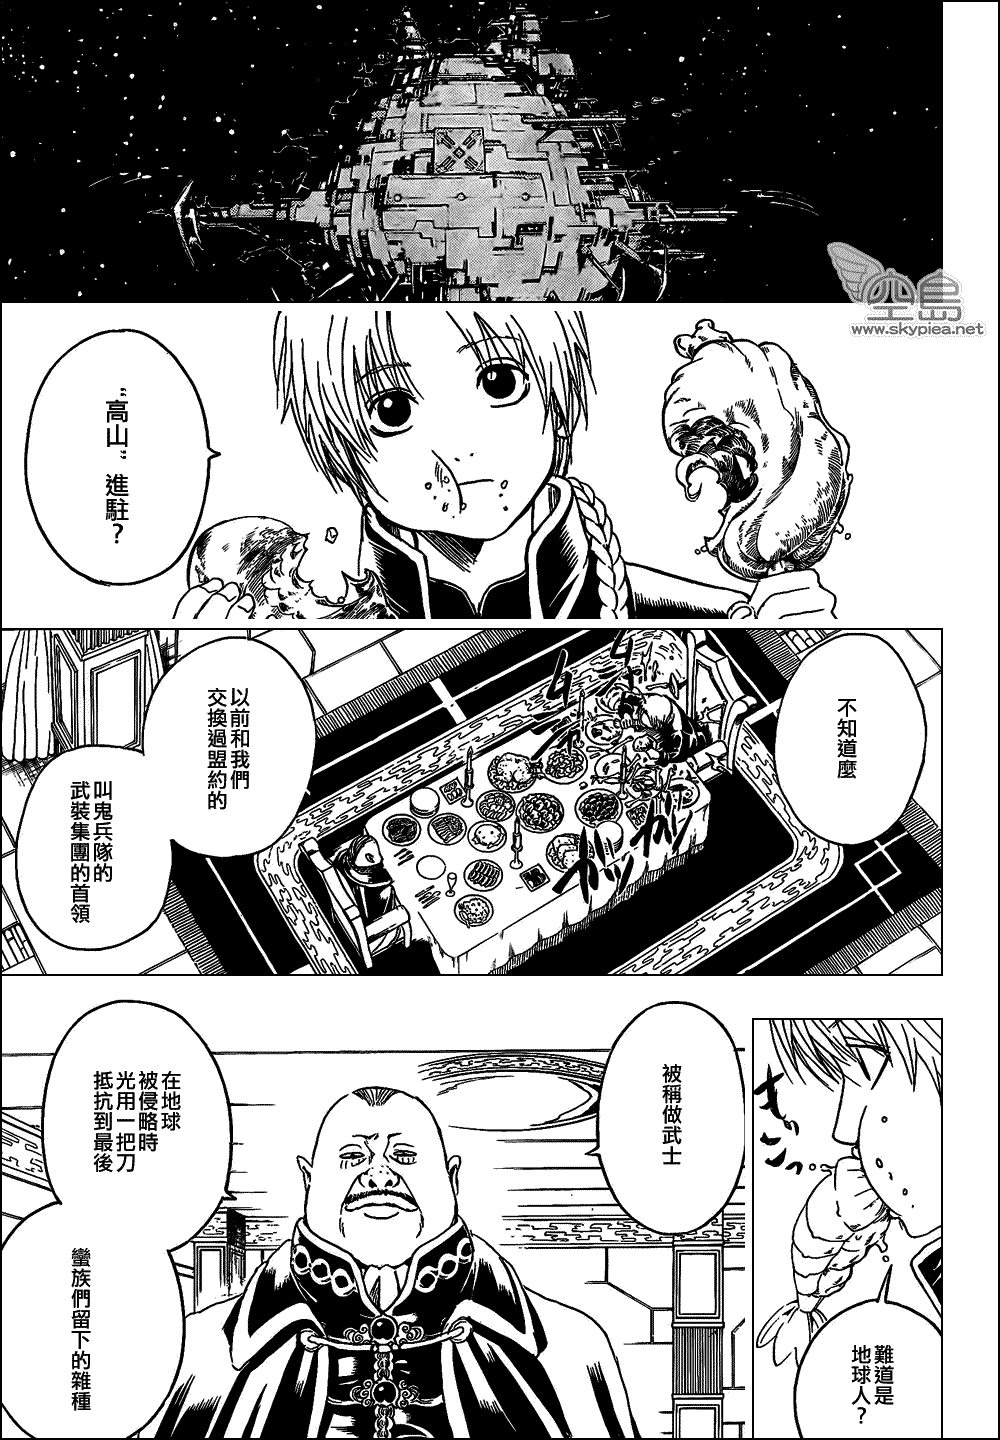 空島
www.skypiea.net
“高山”進駐？
不知道麼
以前和我們
交換過盟約的
叫鬼兵隊的
武裝集團的首領
難道是
地球人？
被稱做武士
在地球
被侵略時
光用一把刀
抵抗到最後
蠻族們留下的雜種